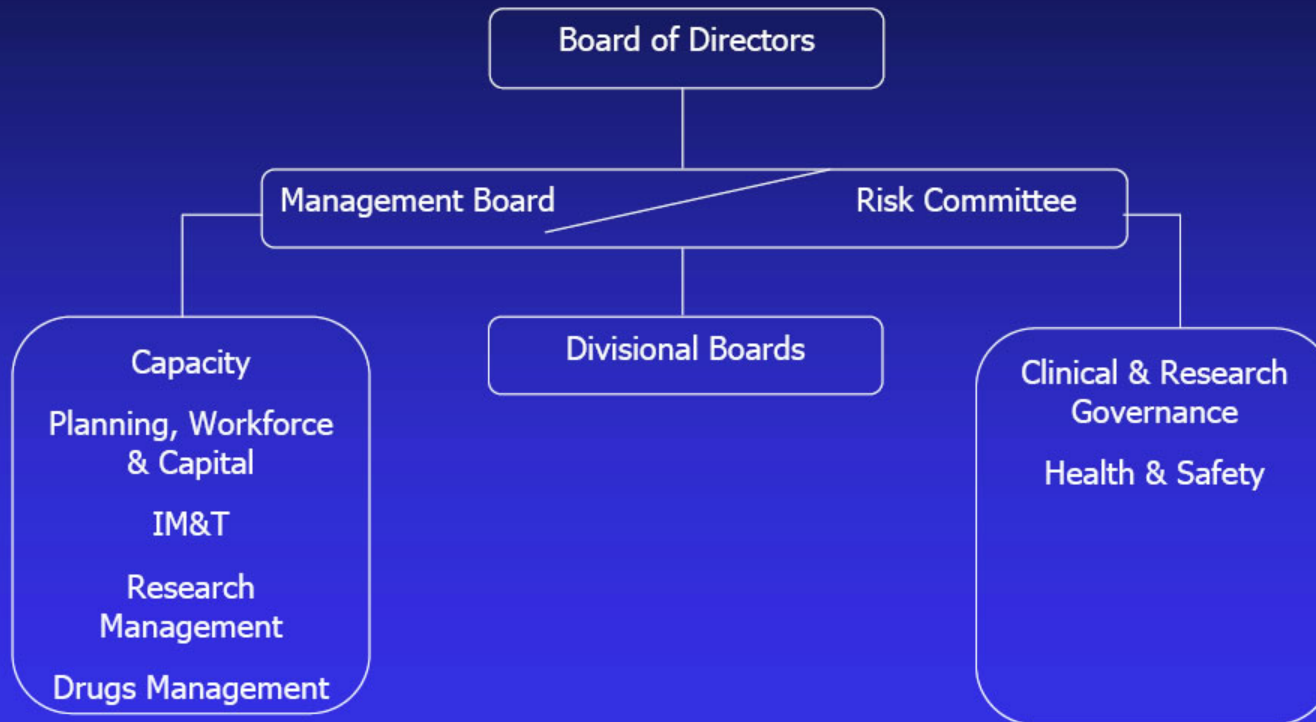 Board of Directors
Management Board
Risk Committee
Capacity
Planning, Workforce
& Capital
IM&T
Research
Management
Drugs Management
Divisional Boards
Clinical & Research
Governance
Health & Safety